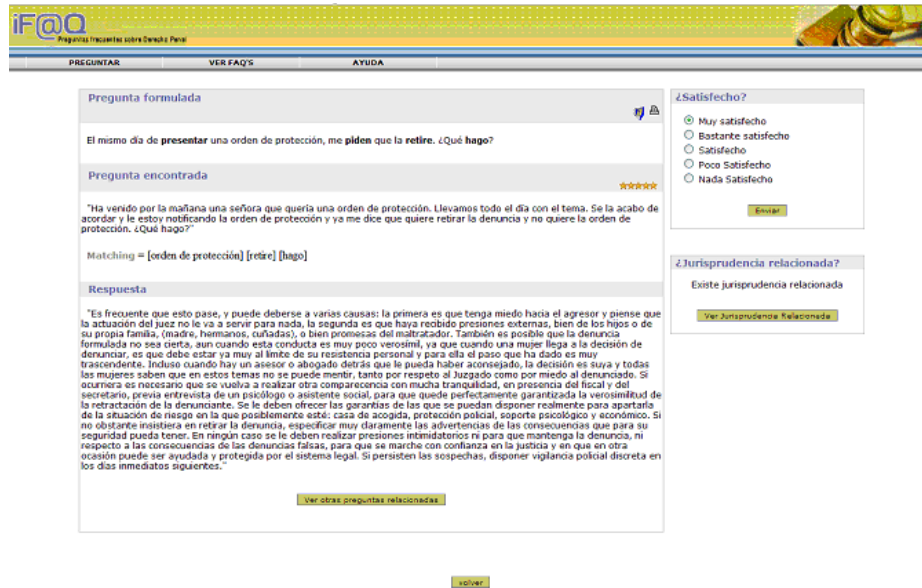 iF@Q
Preguntas frecuentes sobre Derecho Penal
PREGUNTAR VER FAQ'S AYUDA
Pregunta formulada
El mismo día de presentar una orden de protección, me piden que la retire. ¿Qué hago?
Pregunta encontrada
"Ha venido por la mañana una señora que quería una orden de protección. Llevamos todo el día con el tema. Se la acabo de
acordar y le estoy notificando la orden de protección y ya me dice que quiere retirar la denuncia y no quiere la orden de
protección. ¿Qué hago?"
Matching = [orden de protección] [retire] [hago]
Respuesta
"Es frecuente que esto pase, y puede deberse a varias causas: la primera es que tenga miedo hacia el agresor y piense que
la actuación del juez no le va a servir para nada, la segunda es que haya recibido presiones externas, bien de los hijos o de
su propia familia, (madre, hermanos, cuñadas), o bien promesas del maltratador. También es posible que la denuncia
formulada no sea cierta, aun cuando esta conducta es muy poco verosímil, ya que cuando una mujer llega a la decisión de
denunciar, es que debe estar ya muy al límite de su resistencia personal y para ella el paso que ha dado es muy
trascendente. Incluso cuando hay un asesor o abogado detrás que le pueda haber aconsejado, la decisión es suya y todas
las mujeres saben que en estos temas no se puede mentir, tanto por respeto al Juzgado como por miedo al denunciado. Si
ocurriera es necesario que se vuelva a realizar otra comparecencia con mucha tranquilidad, en presencia del fiscal y del
secretario, previa entrevista de un psicólogo o asistente social, para que quede perfectamente garantizada la verosimilitud de
la retractación de la denunciante. Se le deben ofrecer las garantías de las que se puedan disponer realmente para apartarla
de la situación de riesgo en la que posiblemente esté: casa de acogida, protección policial, soporte psicológico y económico. Si
no obstante insistiera en retirar la denuncia, especificar muy claramente las advertencias de las consecuencias que para su
seguridad pueda tener. En ningún caso se le deben realizar presiones intimidatorios ni para que mantenga la denuncia, ni
respecto a las consecuencias de las denuncias falsas, para que se marche con confianza en la justicia y en que en otra
ocasión puede ser ayudada y protegida por el sistema legal. Si persisten las sospechas, disponer vigilancia policial discreta en
los días inmediatos siguientes."
Ver otras preguntas relacionadas
¿Satisfecho?
Muy satisfecho
Bastante satisfecho
Satisfecho
Poco Satisfecho
Nada Satisfecho
Enviar
¿Jurisprudencia relacionada?
Existe jurisprudencia relacionada
Ver Jurisprudencia Relacionada
volver